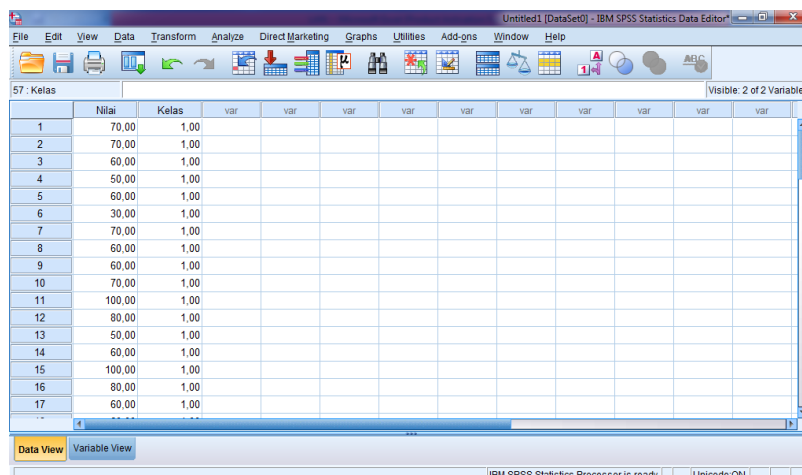 Untitled1 [DataSet0] - IBM SPSS Statistics Data Editor*
File Edit View Data Transform Analyze Direct Marketing Graphs Utilities Add-ons Window Help
57 : Kelas
Visible: 2 of 2 Variable
Nilai Kelas var var var var var var var var var
1 70,00 1,00
2 70,00 1,00
3 60,00 1,00
4 50,00 1,00
5 60,00 1,00
6 30,00 1,00
7 70,00 1,00
8 60,00 1,00
9 60,00 1,00
10 70,00 1,00
11 100,00 1,00
12 80,00 1,00
13 50,00 1,00
14 60,00 1,00
15 100,00 1,00
16 80,00 1,00
17 60,00 1,00
Data View Variable View
IBM SPSS Statistics Processor is ready Unicode:ON